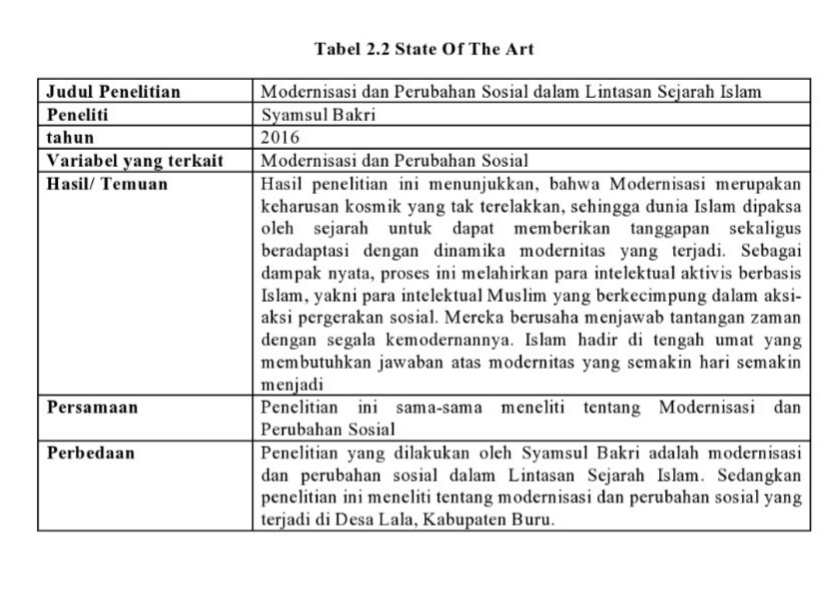 Tabel 2.2 State Of The Art
Judul Penelitian Modernisasi dan Perubahan Sosial dalam Lintasan Sejarah Islam
Peneliti Syamsul Bakri
tahun 2016
Variabel yang terkait Modernisasi dan Perubahan Sosial
Hasil/ Temuan Hasil penelitian ini menunjukkan, bahwa Modernisasi merupakan
keharusan kosmik yang tak terelakkan, sehingga dunia Islam dipaksa
oleh sejarah untuk dapat memberikan tanggapan sekaligus
beradaptasi dengan dinamika modernitas yang terjadi. Sebagai
dampak nyata, proses ini melahirkan para intelektual aktivis berbasis
Islam, yakni para intelektual Muslim yang berkecimpung dalam aksi-
aksi pergerakan sosial. Mereka berusaha menjawab tantangan zaman
dengan segala kemodernannya. Islam hadir di tengah umat yang
membutuhkan jawaban atas modernitas yang semakin hari semakin
menjadi
Persamaan Penelitian ini sama-sama meneliti tentang Modernisasi dan
Perubahan Sosial
Perbedaan Penelitian yang dilakukan oleh Syamsul Bakri adalah modernisasi
dan perubahan sosial dalam Lintasan Sejarah Islam. Sedangkan
penelitian ini meneliti tentang modernisasi dan perubahan sosial yang
terjadi di Desa Lala, Kabupaten Buru.